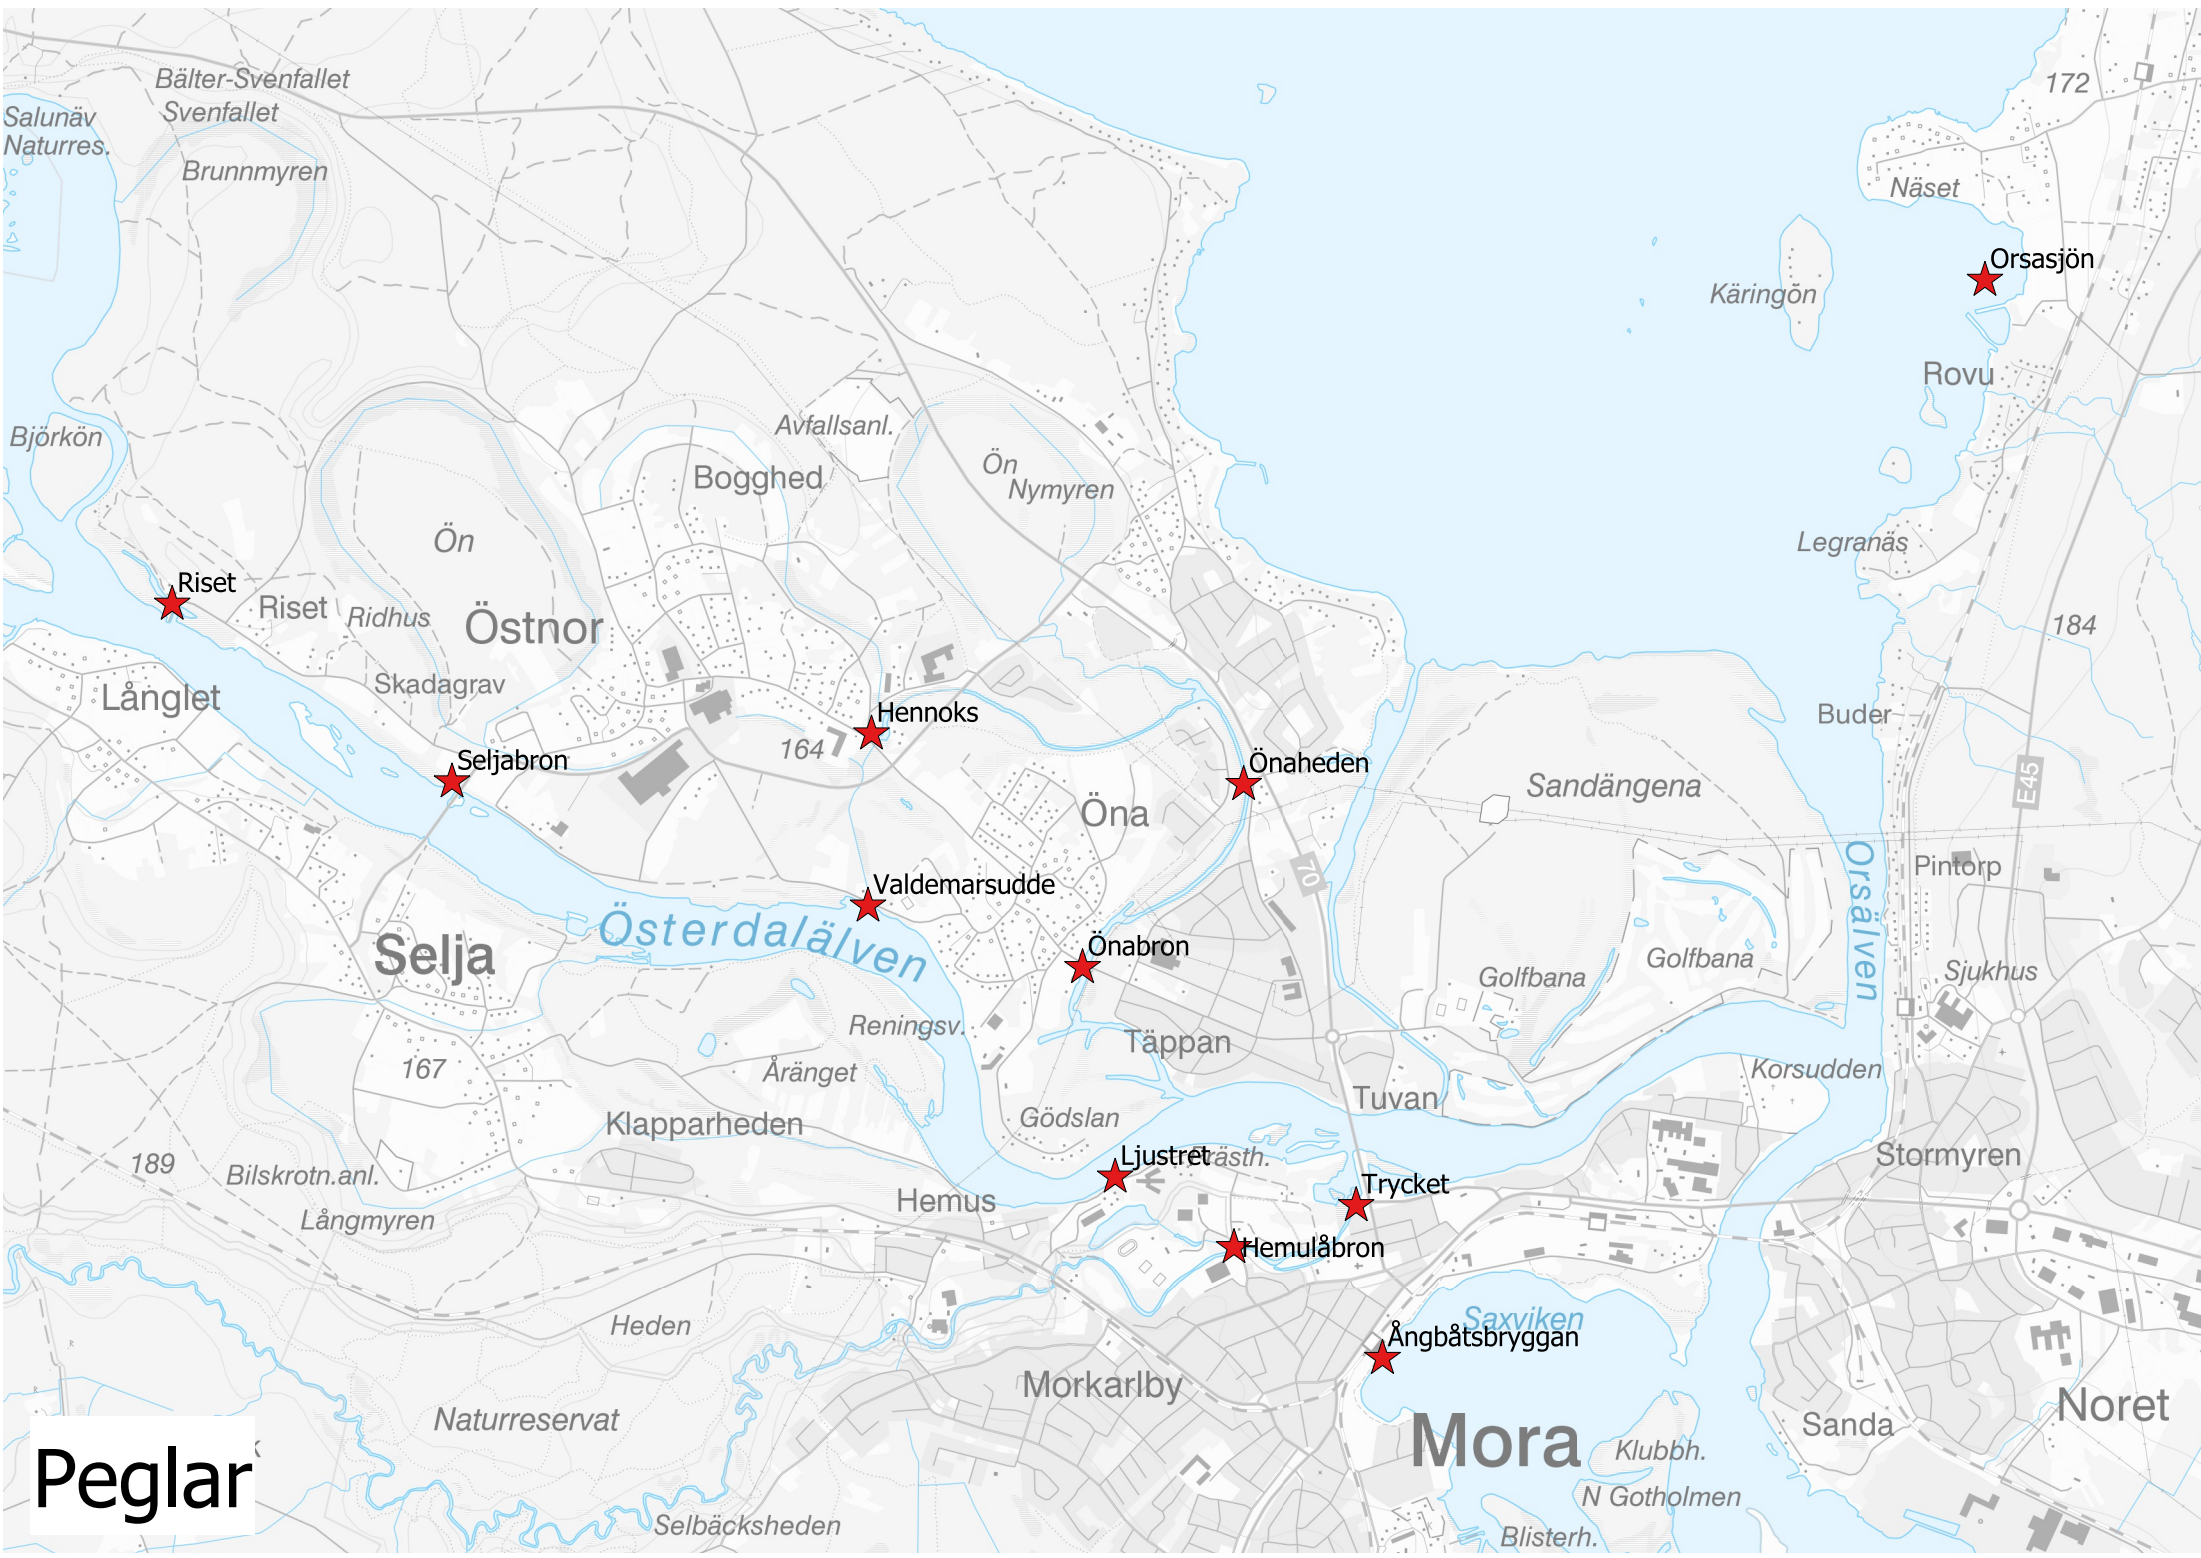 Bälter-Svenfallet
Svenfallet
Salunäv
Naturres.
Brunnmyren
172
Näset
Orsasjön
Käringön
Rovu
Björkön
Avfallsanl.
Bogghed
Ön
Nymyren
Ön
Legranäs
Riset
Riset
Ridhus
Östnor
184
Långlet
Skadagrav
Hennoks
Buder
164
Seljabron
Önaheden
Sandängena
E45
Öna
70
Orsälven
Pintorp
Valdemarsudde
Österdalälven
Selja
Önabron
Golfbana
Golfbana
Sjukhus
Reningsv.
Täppan
167
Åränget
Korsudden
Tuvan
Klapparheden
Gödslan
189
Bilskrotn.anl.
Ljustret
rästh.
Stormyren
Trycket
Hemus
Långmyren
Hemulåbron
Heden
Saxviken
Ångbåtsbryggan
Morkarlby
Naturreservat
Mora
Sanda
Noret
Klubbh.
k
Peglar
N Gotholmen
Selbäcksheden
Blisterh.